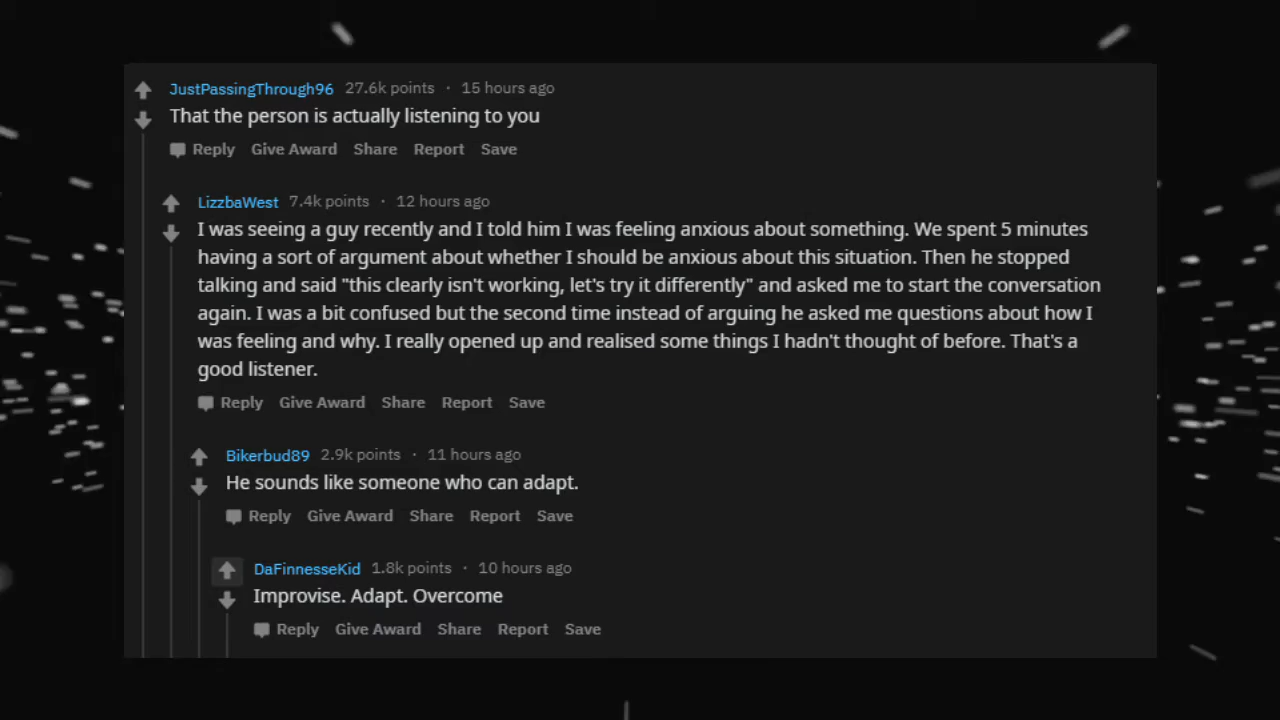 JustPassingThrough96 27.6k points · 15 hours ago
That the person is actually listening to you
Reply Give Award Share Report Save
LizzbaWest 7.4k points · 12 hours ago
I was seeing a guy recently and I told him I was feeling anxious about something. We spent 5 minutes
having a sort of argument about whether I should be anxious about this situation. Then he stopped
talking and said "this clearly isn't working, let's try it differently" and asked me to start the conversation
again. I was a bit confused but the second time instead of arguing he asked me questions about how I
was feeling and why. I really opened up and realised some things I hadn't thought of before. That's a
good listener.
Reply Give Award Share Report Save
Bikerbud89 2.9k points · 11 hours ago
He sounds like someone who can adapt.
Reply Give Award Share Report Save
DaFinnesseKid 1.8k points · 10 hours ago
Improvise. Adapt. Overcome
Reply Give Award Share Report Save